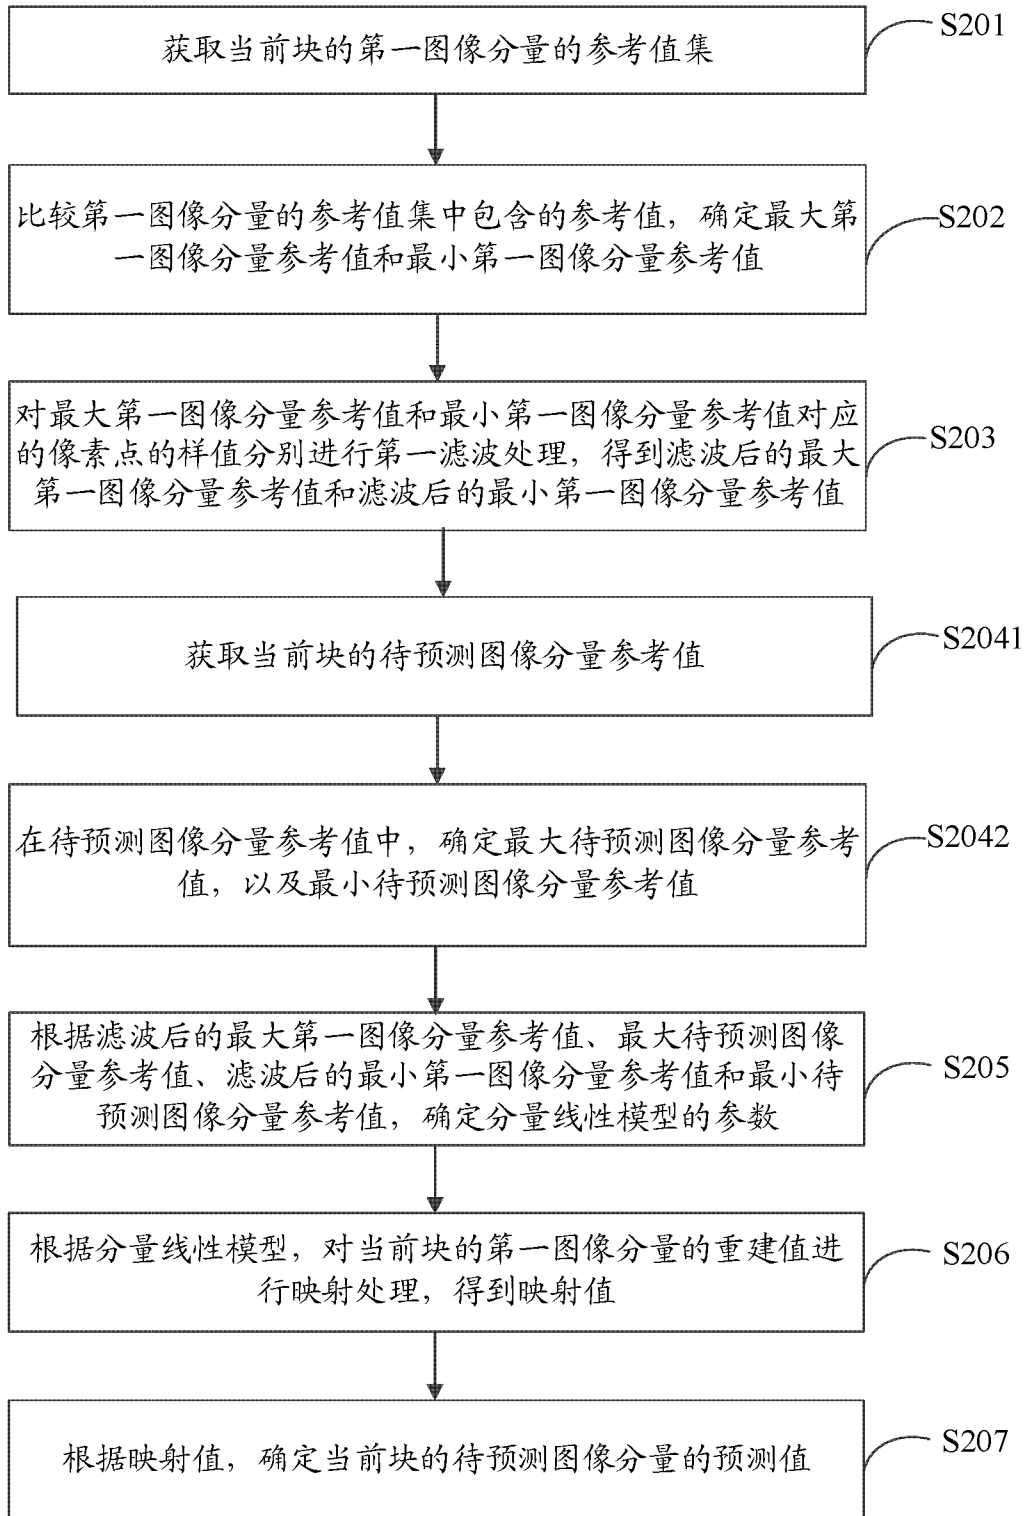 获取当前块的第一图像分量的参考值集
S201
比较第一图像分量的参考值集中包含的参考值，确定最大第
一图像分量参考值和最小第一图像分量参考值
S202
对最大第一图像分量参考值和最小第一图像分量参考值对应
的像素点的样值分别进行第一滤波处理，得到滤波后的最大
第一图像分量参考值和滤波后的最小第一图像分量参考值
S203
获取当前块的待预测图像分量参考值
S2041
在待预测图像分量参考值中，确定最大待预测图像分量参考
值，以及最小待预测图像分量参考值
S2042
根据滤波后的最大第一图像分量参考值、最大待预测图像
分量参考值、滤波后的最小第一图像分量参考值和最小待
预测图像分量参考值，确定分量线性模型的参数
S205
根据分量线性模型，对当前块的第一图像分量的重建值进
行映射处理，得到映射值
S206
根据映射值，确定当前块的待预测图像分量的预测值
S207